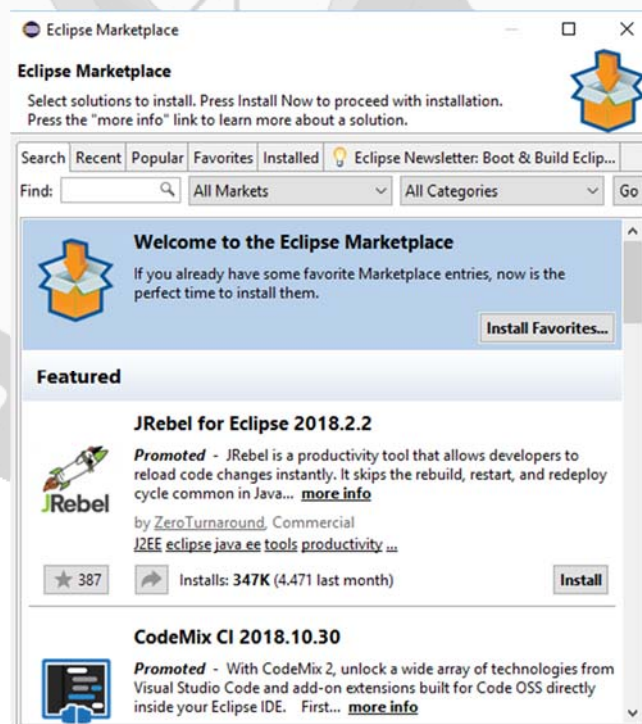 Eclipse Marketplace
Eclipse Marketplace
Select solutions to install. Press Install Now to proceed with installation.
Press the "more info" link to learn more about a solution.
Search Recent Popular Favorites Installed Eclipse Newsletter: Boot & Build Eclip...
Find: All Markets All Categories Go
Welcome to the Eclipse Marketplace
If you already have some favorite Marketplace entries, now is the
perfect time to install them.
Install Favorites...
Featured
JRebel for Eclipse 2018.2.2
Promoted - JRebel is a productivity tool that allows developers to
reload code changes instantly. It skips the rebuild, restart, and redeploy
cycle common in Java... more info
JRebel
by ZeroTurnaround, Commercial
J2EE eclipse java ee tools productivity ...
387 Installs: 347K (4.471 last month) Install
CodeMix CI 2018.10.30
Promoted - With CodeMix 2, unlock a wide array of technologies from
Visual Studio Code and add-on extensions built for Code OSS directly
inside your Eclipse IDE. First... more info